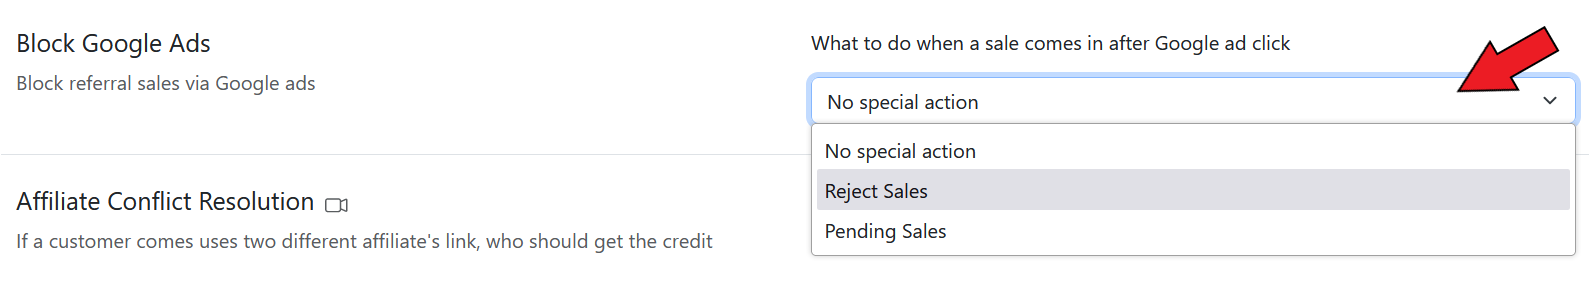 Block Google Ads
Block referral sales via Google ads
What to do when a sale comes in after Google ad click
No special action
No special action
Reject Sales
Pending Sales
Affiliate Conflict Resolution
If a customer comes uses two different affiliate's link, who should get the credit